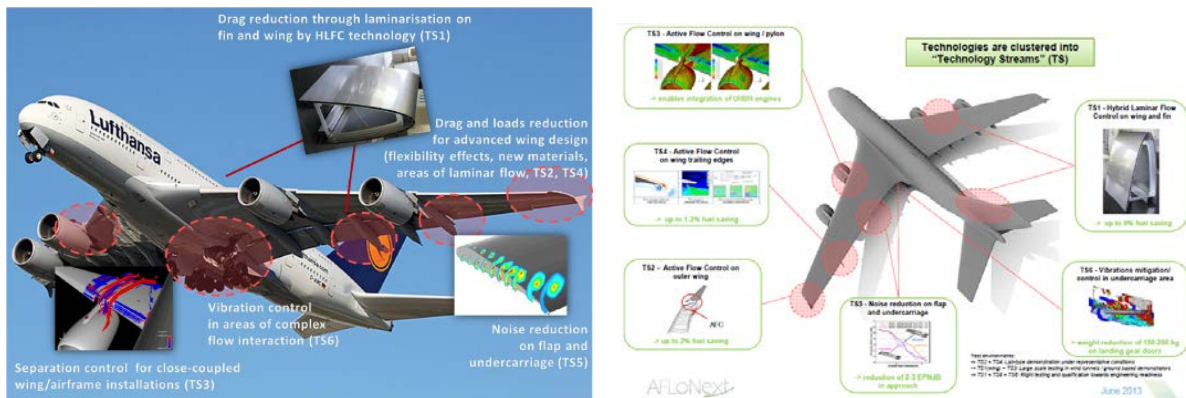 Drag reduction through laminarisation on
fin and wing by HLFC technology (TS1)
Lufthansa
Drag and loads reduction
for advanced wing design
(flexibility effects, new materials,
areas of laminar flow, TS2, TS4)
Vibration control
in areas of complex
flow interaction (TS6)
Noise reduction
on flap and
undercarriage
(TS5)
Separation control for close-coupled
wing/airframe installations (TS3)
TS3 - Active Flow Control on wing / pylon
-> enables integration of UHBR engines
Technologies are clustered into
"Technology Streams" (TS)
TS1 - Hybrid Laminar Flow
Control on wing and fin
-> up to 9% fuel saving
TS4 - Active Flow Control
on wing trailing edges
-> up to 1-2% fuel saving
TS2 - Active Flow Control on
outer wing
AFC
-> up to 2% fuel saving
TS5 - Noise reduction on flap
and undercarriage
-> reduction of 2-3 EPNdB
in approach
TS6 - Vibrations mitigation/
control in undercarriage area
-> weight reduction of
on landing gear doors
Test environments:
AFLoNext
June 2013